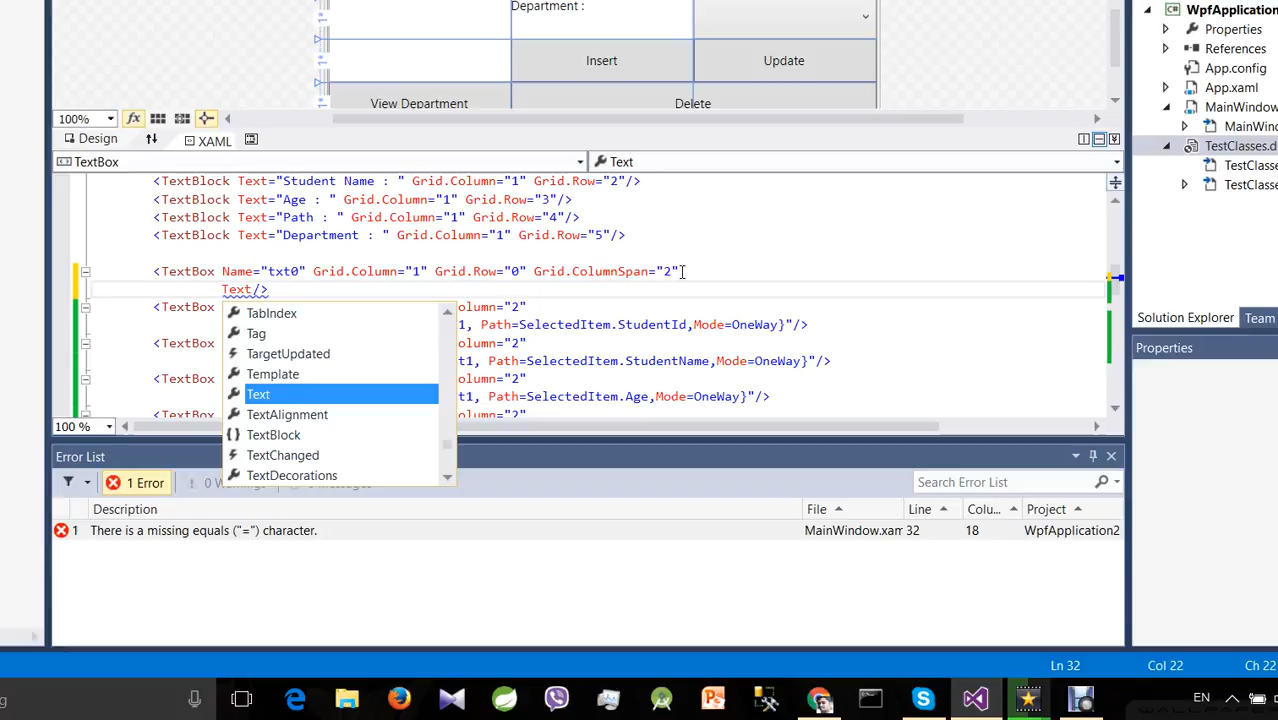 Department :
Insert
Update
View Department
Delete
100%
Design
XAML
TextBox
Text
<TextBlock Text="Student Name : " Grid.Column="1" Grid.Row="2"/>
<TextBlock Text="Age : " Grid.Column="1" Grid.Row="3"/>
<TextBlock Text="Path : " Grid.Column="1" Grid.Row="4"/>
<TextBlock Text="Department : " Grid.Column="1" Grid.Row="5"/>
<TextBox Name="txt0" Grid.Column="1" Grid.Row="0" Grid.ColumnSpan="2"
Text/>
<TextBox olumn="2"
1, Path=SelectedItem.StudentId,Mode=OneWay}"/>
<TextBox olumn="2"
t1, Path=SelectedItem.StudentName,Mode=OneWay}"/>
<TextBox olumn="2"
t1, Path=SelectedItem.Age,Mode=OneWay}"/>
<TextBox olumn="2"
TabIndex
Tag
TargetUpdated
Template
Text
TextAlignment
TextBlock
TextChanged
TextDecorations
100 %
Error List
1 Error
0 Warnings
0 Messages
Search Error List
Description
File
Line
Colu...
Project
1 There is a missing equals ("=") character.
MainWindow.xam 32
18
WpfApplication2
WpfApplication
Properties
References
App.config
App.xaml
MainWindow
MainWind
TestClasses.d
TestClasse
TestClasse
Solution Explorer
Team
Properties
Ln 32
Col 22
Ch 22
EN